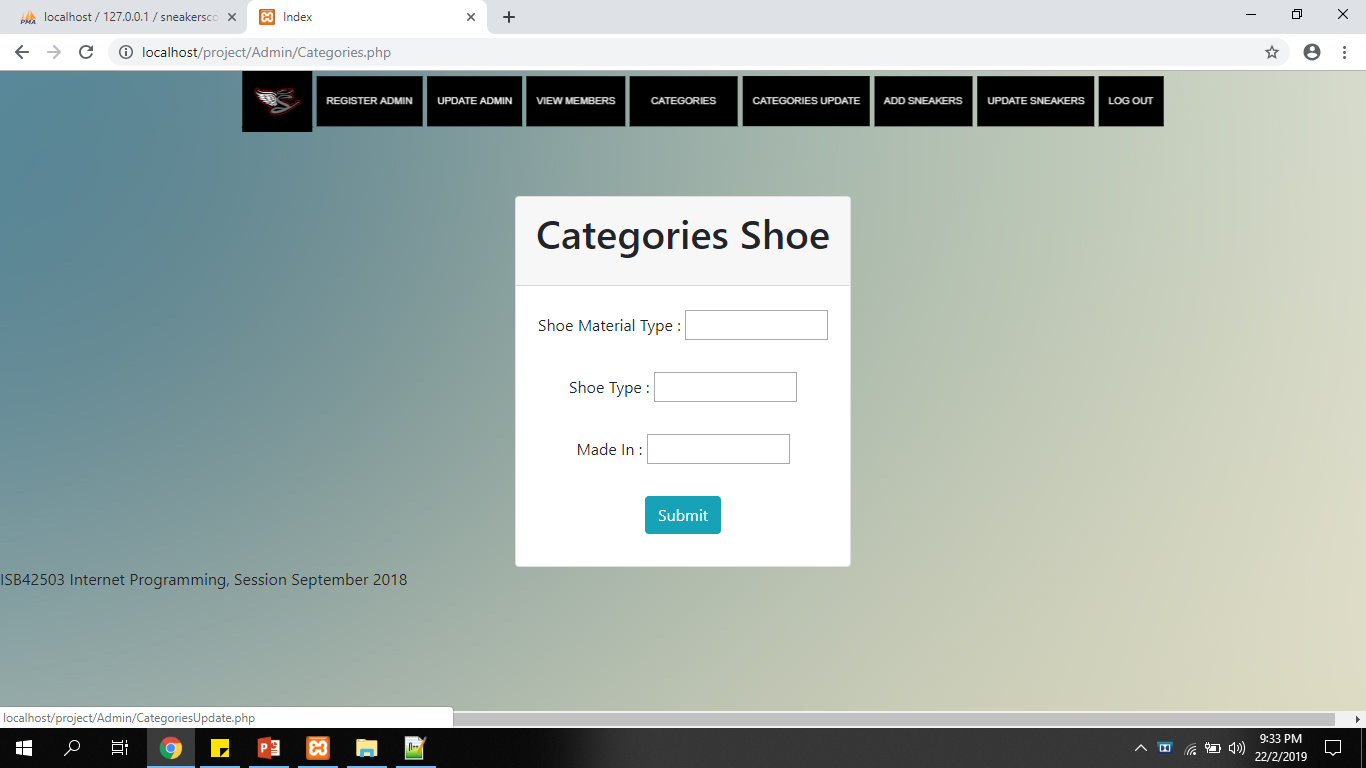 localhost / 127.0.0.1 / sneakersco
Index
localhost/project/Admin/Categories.php
REGISTER ADMIN
UPDATE ADMIN
VIEW MEMBERS
CATEGORIES
CATEGORIES UPDATE
ADD SNEAKERS
UPDATE SNEAKERS
LOG OUT
Categories Shoe
Shoe Material Type :
Shoe Type :
Made In :
Submit
ISB42503 Internet Programming, Session September 2018
localhost/project/Admin/CategoriesUpdate.php
9:33 PM
22/2/2019